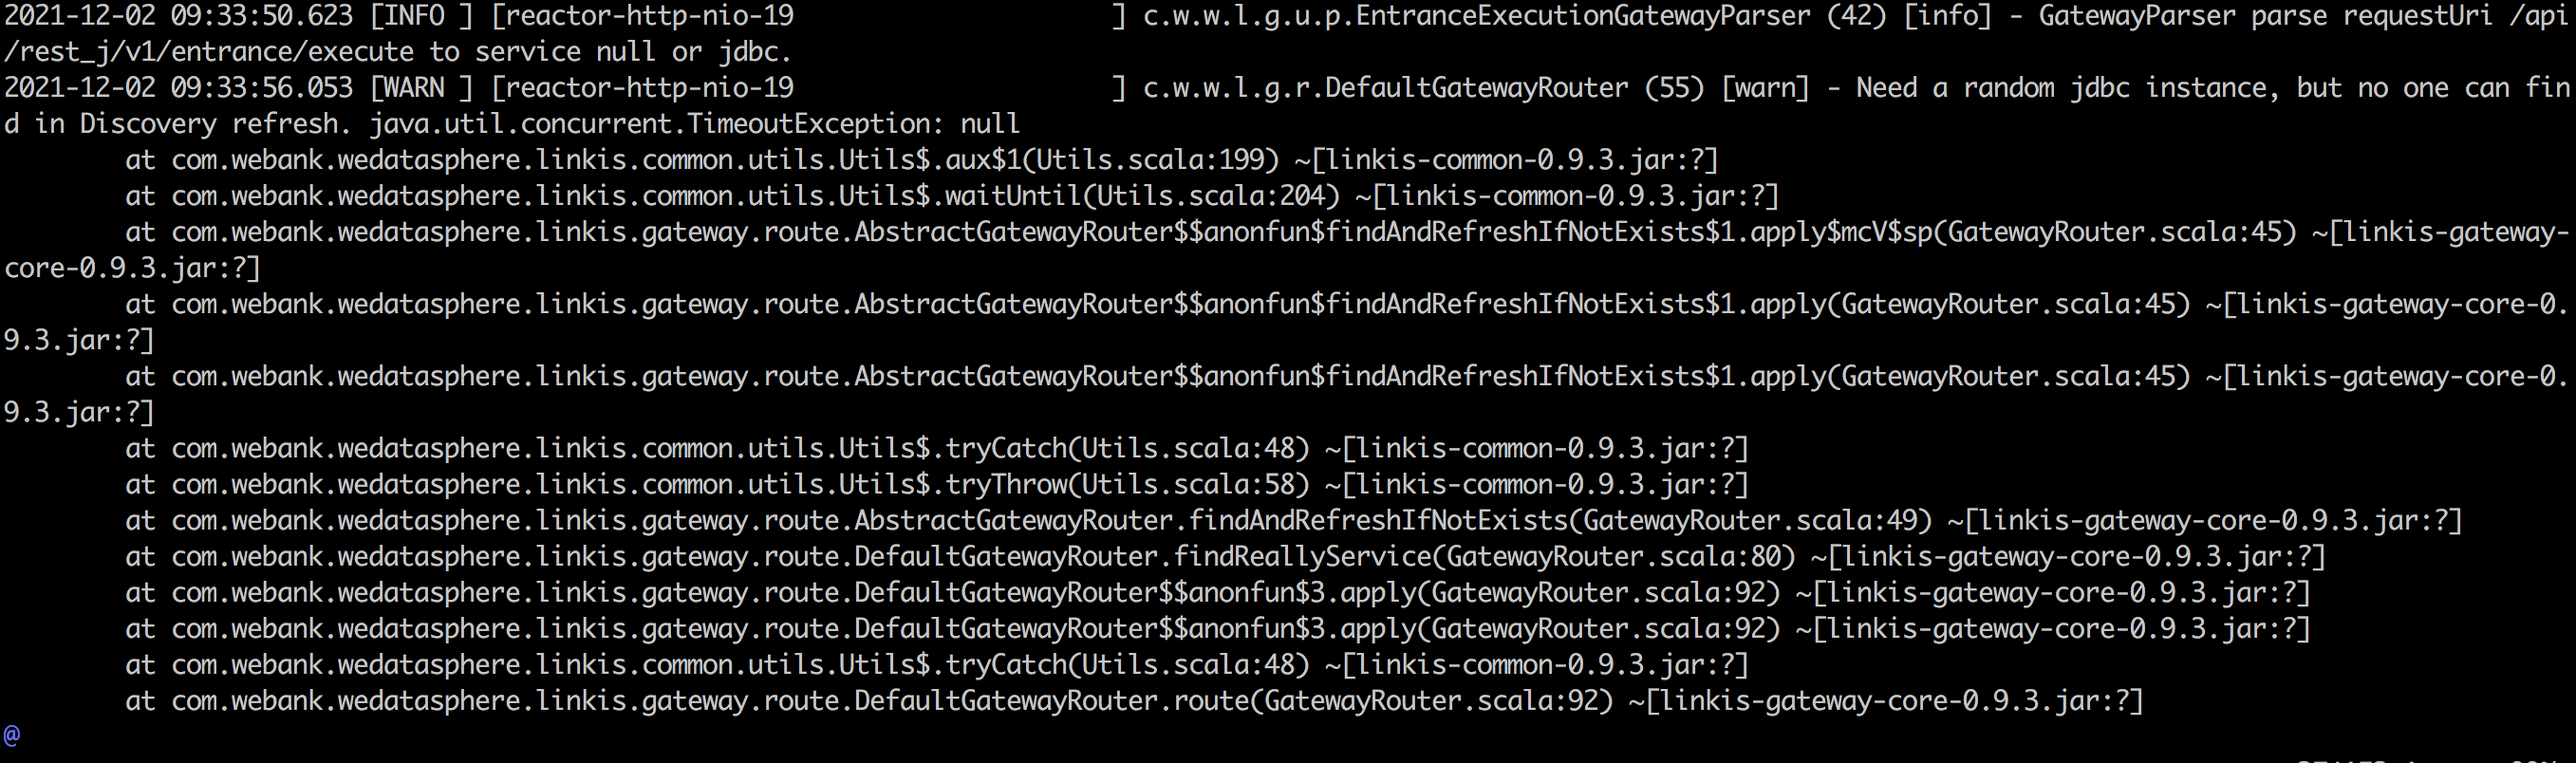 2021-12-02 09:33:50.623 [INFO ] [reactor-http-nio-19                     ] c.w.w.l.g.u.p.EntranceExecutionGatewayParser (42) [info] - GatewayParser parse requestUri /api
/rest_j/v1/entrance/execute to service null or jdbc.
2021-12-02 09:33:56.053 [WARN ] [reactor-http-nio-19                     ] c.w.w.l.g.r.DefaultGatewayRouter (55) [warn] - Need a random jdbc instance, but no one can fin
d in Discovery refresh. java.util.concurrent.TimeoutException: null
        at com.webank.wedatasphere.linkis.common.utils.Utils$.aux$1(Utils.scala:199) ~[linkis-common-0.9.3.jar:?]
        at com.webank.wedatasphere.linkis.common.utils.Utils$.waitUntil(Utils.scala:204) ~[linkis-common-0.9.3.jar:?]
        at com.webank.wedatasphere.linkis.gateway.route.AbstractGatewayRouter$$anonfun$findAndRefreshIfNotExists$1.apply$mcV$sp(GatewayRouter.scala:45) ~[linkis-gateway-
core-0.9.3.jar:?]
        at com.webank.wedatasphere.linkis.gateway.route.AbstractGatewayRouter$$anonfun$findAndRefreshIfNotExists$1.apply(GatewayRouter.scala:45) ~[linkis-gateway-core-0.
9.3.jar:?]
        at com.webank.wedatasphere.linkis.gateway.route.AbstractGatewayRouter$$anonfun$findAndRefreshIfNotExists$1.apply(GatewayRouter.scala:45) ~[linkis-gateway-core-0.
9.3.jar:?]
        at com.webank.wedatasphere.linkis.common.utils.Utils$.tryCatch(Utils.scala:48) ~[linkis-common-0.9.3.jar:?]
        at com.webank.wedatasphere.linkis.common.utils.Utils$.tryThrow(Utils.scala:58) ~[linkis-common-0.9.3.jar:?]
        at com.webank.wedatasphere.linkis.gateway.route.AbstractGatewayRouter.findAndRefreshIfNotExists(GatewayRouter.scala:49) ~[linkis-gateway-core-0.9.3.jar:?]
        at com.webank.wedatasphere.linkis.gateway.route.DefaultGatewayRouter.findReallyService(GatewayRouter.scala:80) ~[linkis-gateway-core-0.9.3.jar:?]
        at com.webank.wedatasphere.linkis.gateway.route.DefaultGatewayRouter$$anonfun$3.apply(GatewayRouter.scala:92) ~[linkis-gateway-core-0.9.3.jar:?]
        at com.webank.wedatasphere.linkis.gateway.route.DefaultGatewayRouter$$anonfun$3.apply(GatewayRouter.scala:92) ~[linkis-gateway-core-0.9.3.jar:?]
        at com.webank.wedatasphere.linkis.common.utils.Utils$.tryCatch(Utils.scala:48) ~[linkis-common-0.9.3.jar:?]
        at com.webank.wedatasphere.linkis.gateway.route.DefaultGatewayRouter.route(GatewayRouter.scala:92) ~[linkis-gateway-core-0.9.3.jar:?]
@